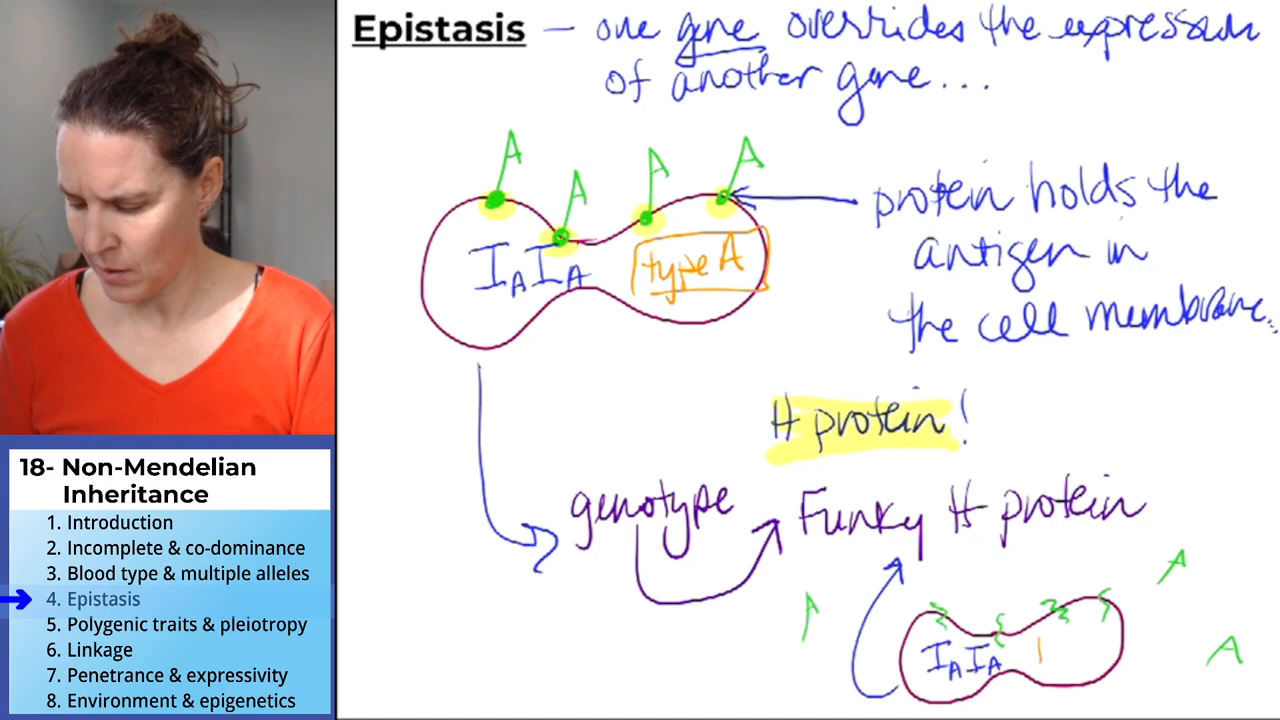 Epistasis — one gene overrides the expression
of another gene...
A
A
A
A
IAIA
type A
protein holds the
antigen in
the cell membrane.
H protein!
genotype
Funky H protein
A
A
A
IAIA
18- Non-Mendelian
Inheritance
1. Introduction
2. Incomplete & co-dominance
3. Blood type & multiple alleles
4. Epistasis
5. Polygenic traits & pleiotropy
6. Linkage
7. Penetrance & expressivity
8. Environment & epigenetics